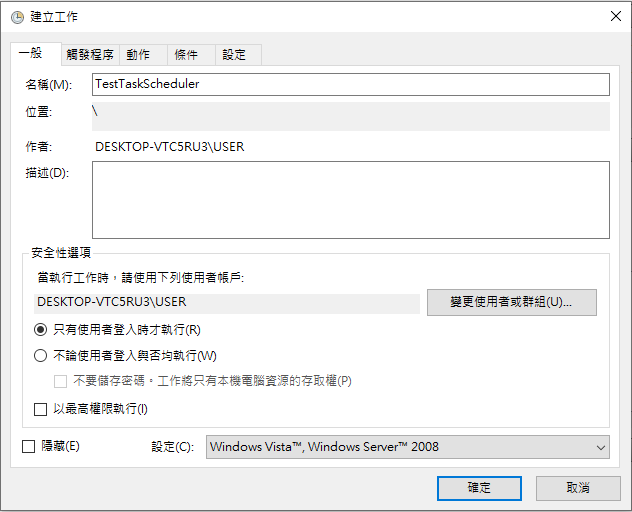 建立工作
一般 觸發程序 動作 條件 設定
名稱(M): TestTaskScheduler
位置: \
作者: DESKTOP-VTC5RU3\USER
描述(D):
安全性選項
當執行工作時，請使用下列使用者帳戶:
DESKTOP-VTC5RU3\USER 變更使用者或群組(U)...
只有使用者登入時才執行(R)
不論使用者登入與否均執行(W)
不要儲存密碼。工作將只有本機電腦資源的存取權(P)
以最高權限執行(I)
隱藏(E) 設定(C): Windows Vista™, Windows Server™ 2008
確定 取消